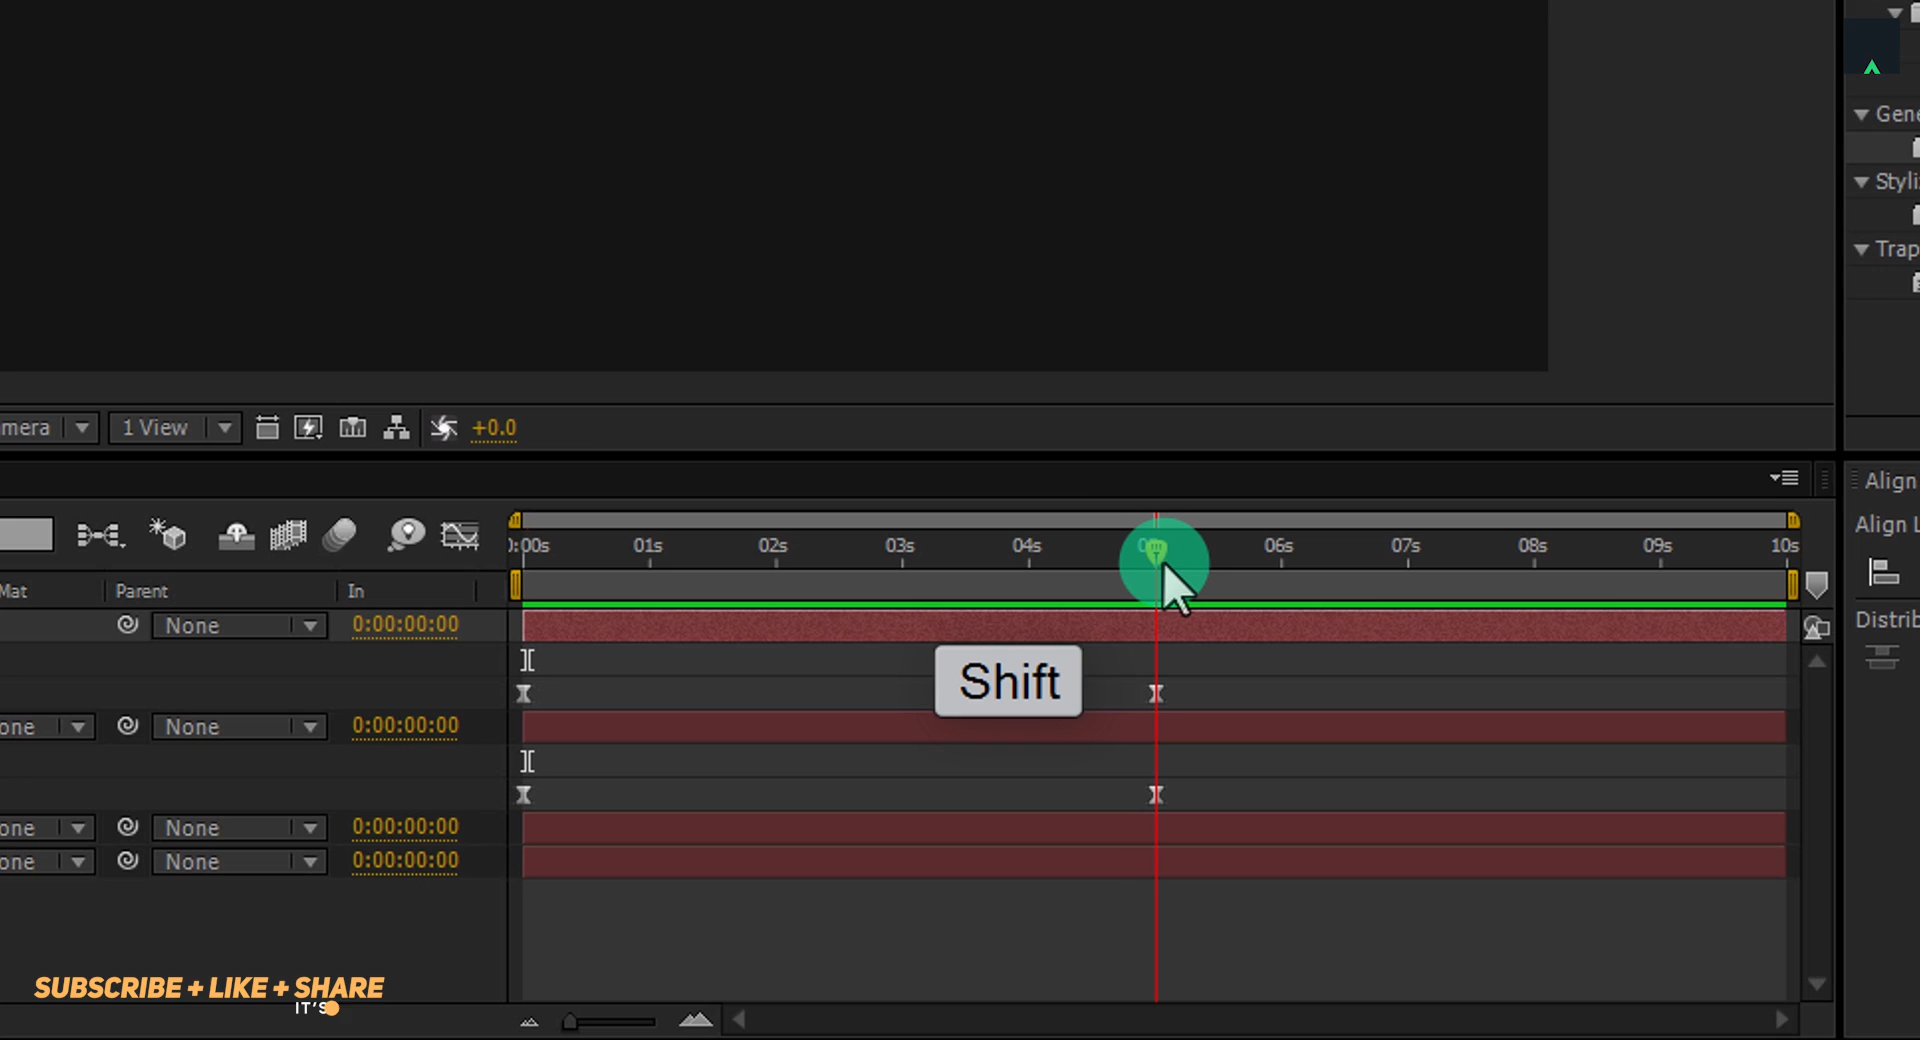 Gene
Styli
Trap
mera
1 View
+0.0
Align
Align L
Distrib
0:00s 01s 02s 03s 04s 06s 07s 08s 09s 10s
Mat Parent In
None 0:00:00:00
Shift
one None 0:00:00:00
one None 0:00:00:00
one None 0:00:00:00
SUBSCRIBE + LIKE + SHARE
IT'S